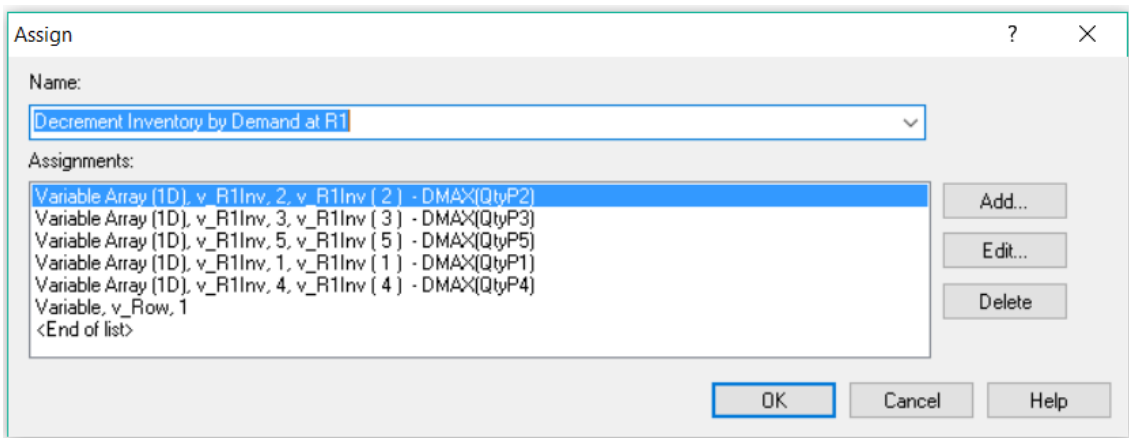 Assign
?
Name:
Decrement Inventory by Demand at R1
Assignments:
Variable Array (1D), v_R1Inv, 2, v_R1Inv ( 2 ) - DMAX(QtyP2)
Variable Array (1D), v_R1Inv, 3, v_R1Inv ( 3 ) - DMAX(QtyP3)
Variable Array (1D), v_R1Inv, 5, v_R1Inv ( 5 ) - DMAX(QtyP5)
Variable Array (1D), v_R1Inv, 1, v_R1Inv ( 1 ) - DMAX(QtyP1)
Variable Array (1D), v_R1Inv, 4, v_R1Inv ( 4 ) - DMAX(QtyP4)
Variable, v_Row, 1
<End of list>
Add...
Edit...
Delete
OK Cancel Help